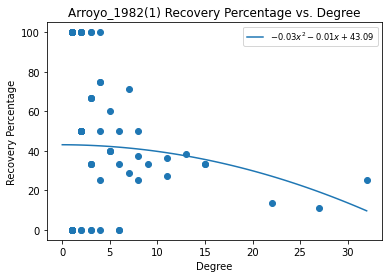 Arroyo_1982(1) Recovery Percentage vs. Degree
−0.03x² − 0.01x + 43.09
100
80
60
40
20
0
Recovery Percentage
0 5 10 15 20 25 30
Degree